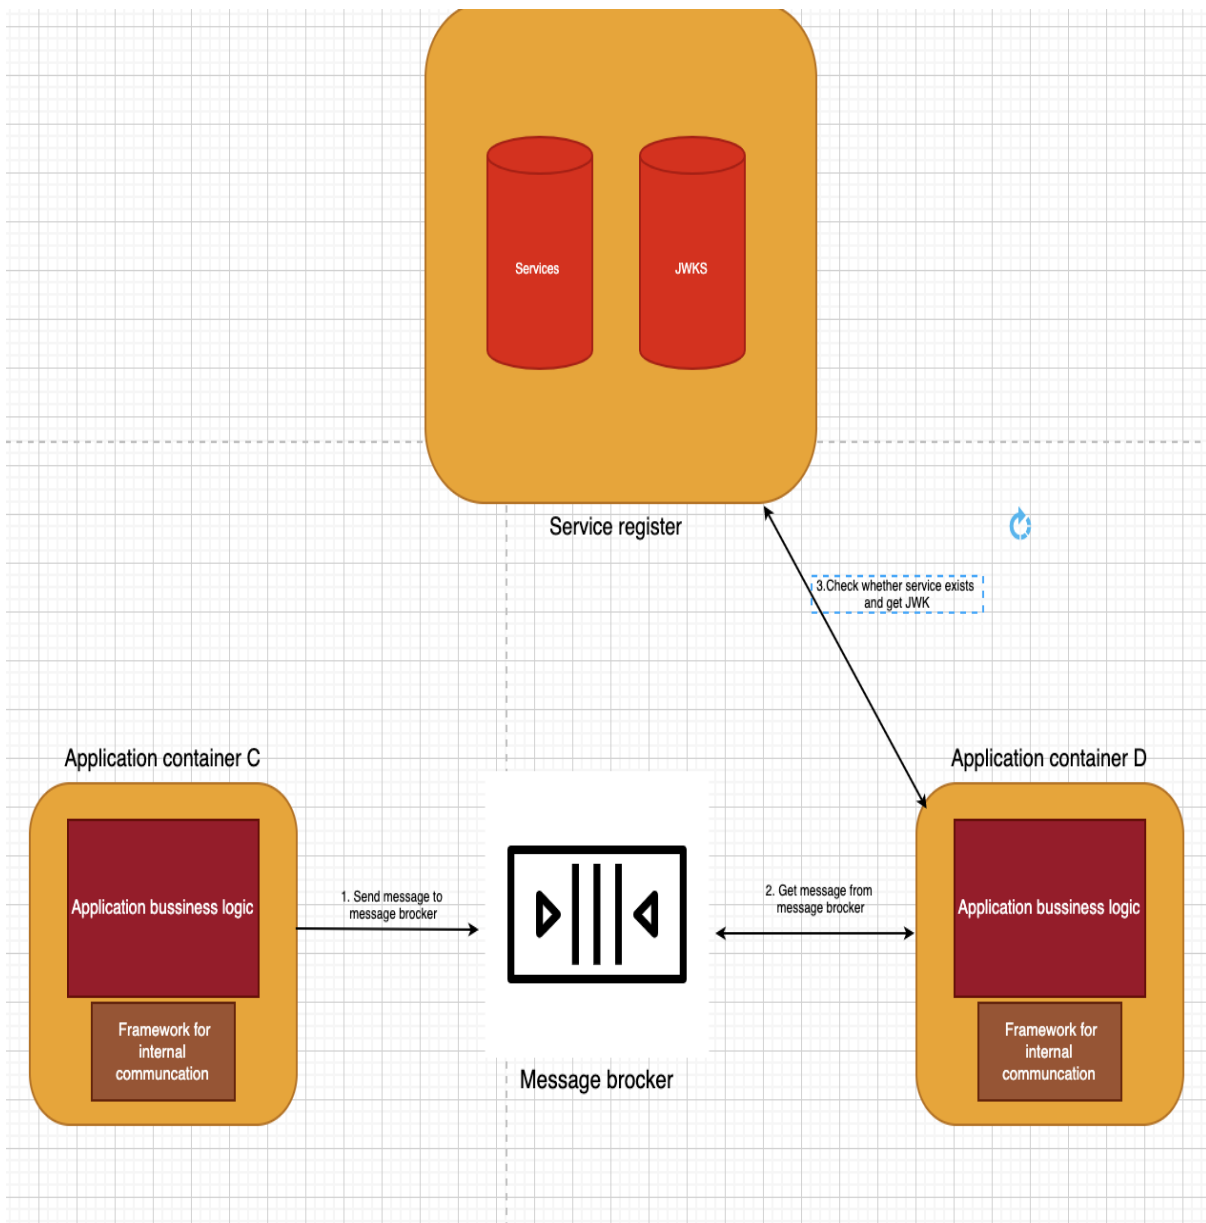 Services
JWKS
Service register
3.Check whether service exists
and get JWK
Application container C
Application container D
Application bussiness logic
1. Send message to
message brocker
2. Get message from
message brocker
Application bussiness logic
Framework for
internal
communcation
Framework for
internal
communcation
Message brocker